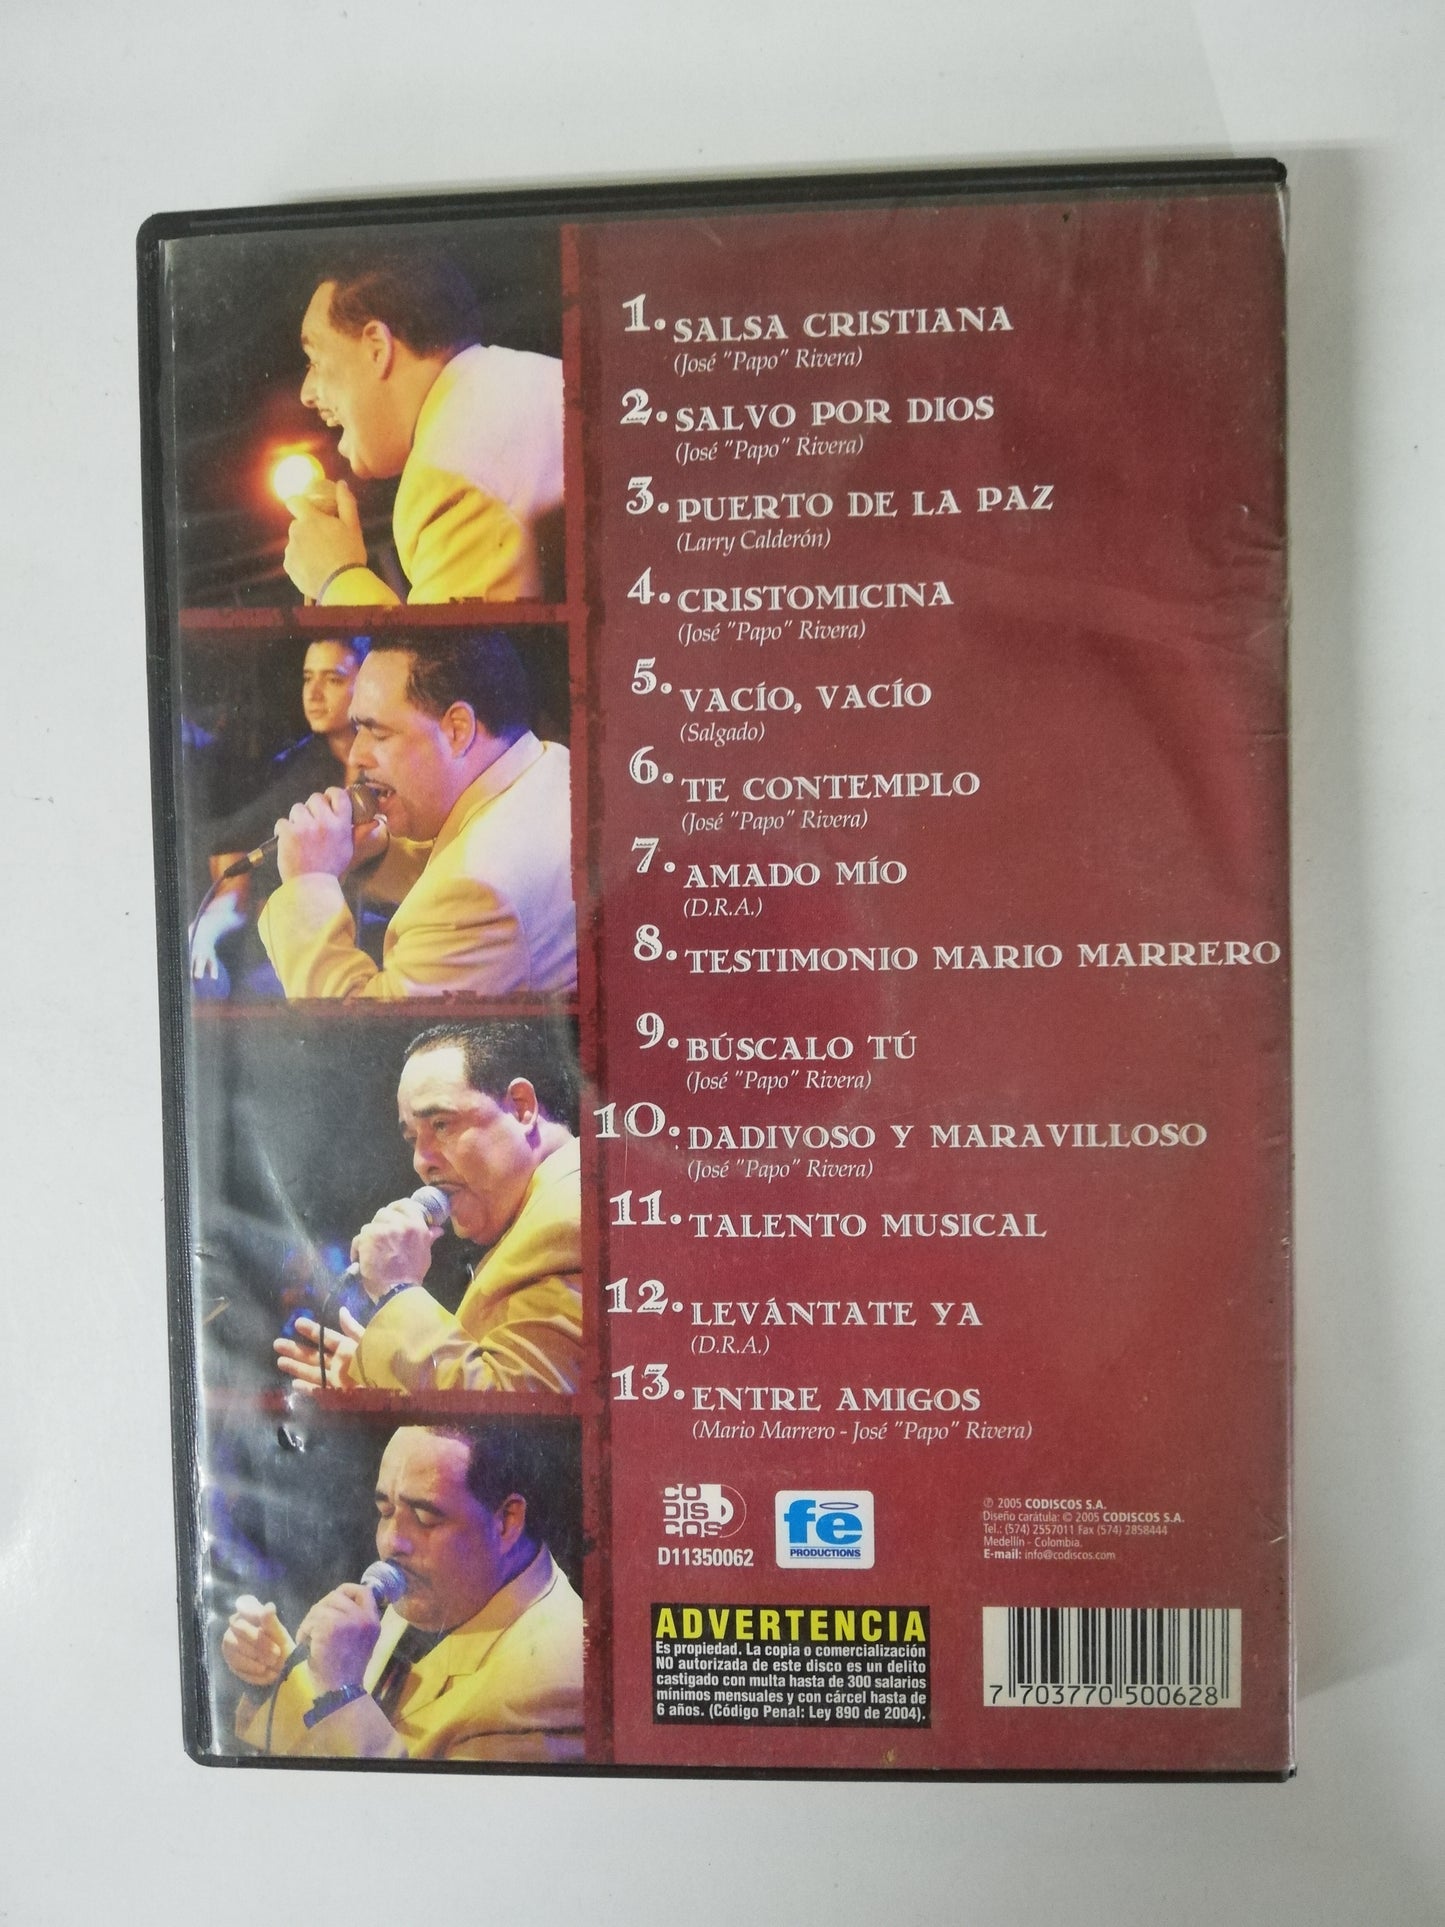 1. SALSA CRISTIANA
(José "Papo" Rivera)
2. SALVO POR DIOS
(José "Papo" Rivera)
3. PUERTO DE LA PAZ
(Larry Calderón)
4. CRISTOMICINA
(José "Papo" Rivera)
5. VACÍO, VACÍO
(Salgado)
6. TE CONTEMPLO
(José "Papo" Rivera)
7. AMADO MÍO
(D.R.A.)
8. TESTIMONIO MARIO MARRERO
9. BÚSCALO TÚ
(José "Papo" Rivera)
10. DADIVOSO Y MARAVILLOSO
(José "Papo" Rivera)
11. TALENTO MUSICAL
12. LEVÁNTATE YA
(D.R.A.)
13. ENTRE AMIGOS
(Mario Marrero - José "Papo" Rivera)
CO
DIS
COS
D11350062
fe
PRODUCTIONS
℗ 2005 CODISCOS S.A.
Diseño carátula: © 2005 CODISCOS S.A.
Tel.: (574) 2557011 Fax (574) 2858444
Medellín - Colombia.
E-mail: info@codiscos.com
ADVERTENCIA
Es propiedad. La copia o comercialización
NO autorizada de este disco es un delito
castigado con multa hasta de 300 salarios
mínimos mensuales y con cárcel hasta de
6 años. (Código Penal: Ley 890 de 2004).
7 703770 500628